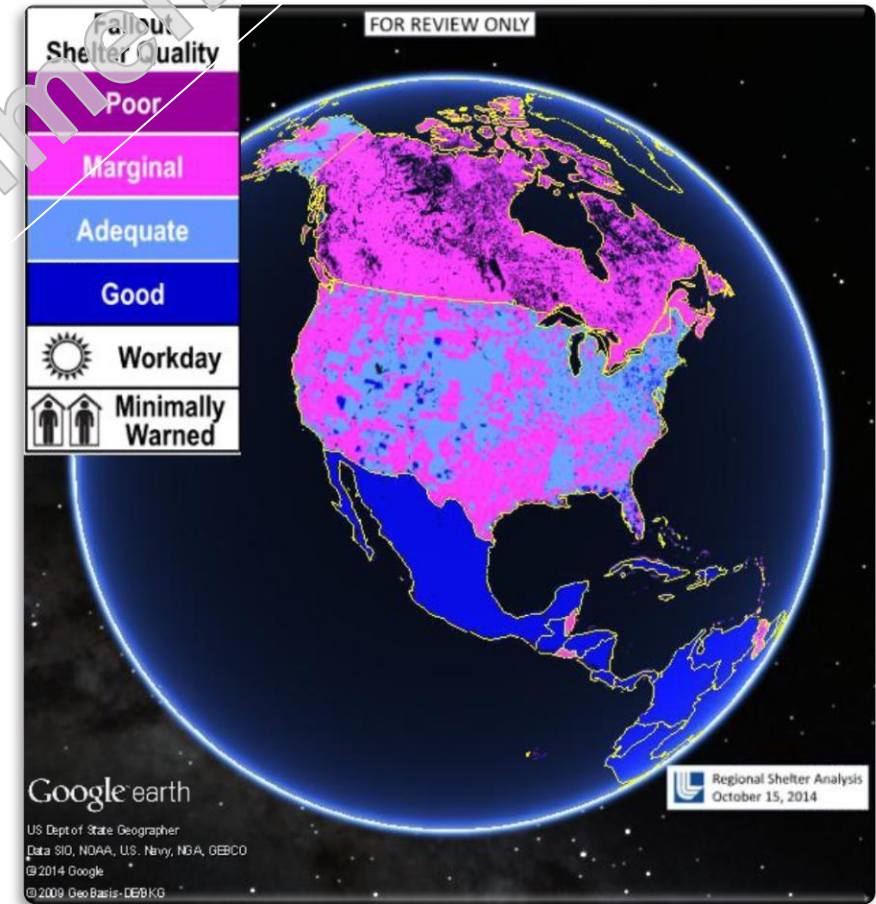 Fallout
Shelter Quality
Poor
Marginal
Adequate
Good
Workday
Minimally
Warned
FOR REVIEW ONLY
Google earth
US Dept of State Geographer
Data SIO, NOAA, U.S. Navy, NGA, GEBCO
© 2014 Google
© 2009 GeoBasis-DE/BKG
Regional Shelter Analysis
October 15, 2014